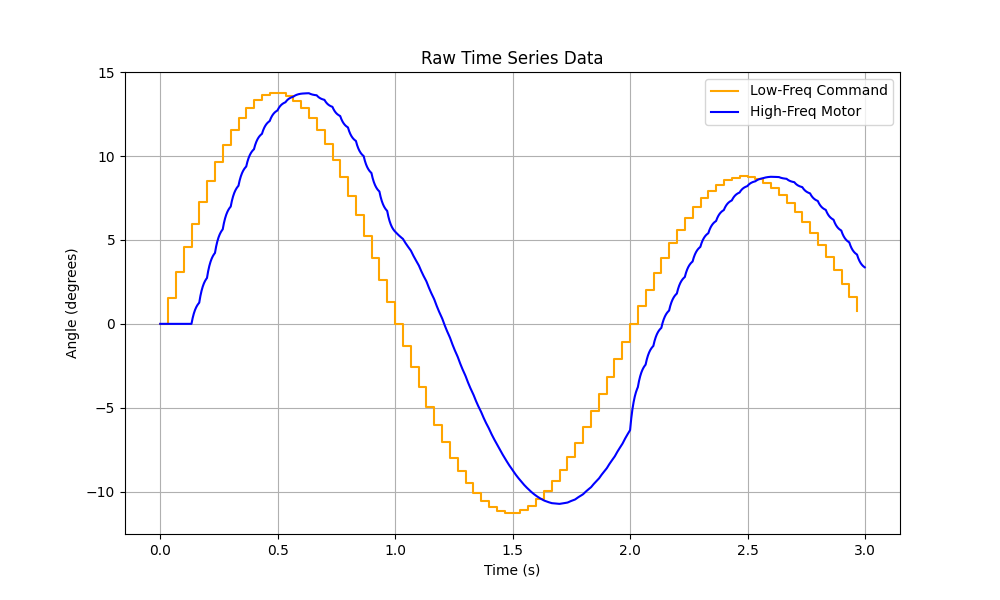 Raw Time Series Data
Low-Freq Command
High-Freq Motor
Angle (degrees)
15
10
5
0
−5
−10
0.0 0.5 1.0 1.5 2.0 2.5 3.0
Time (s)